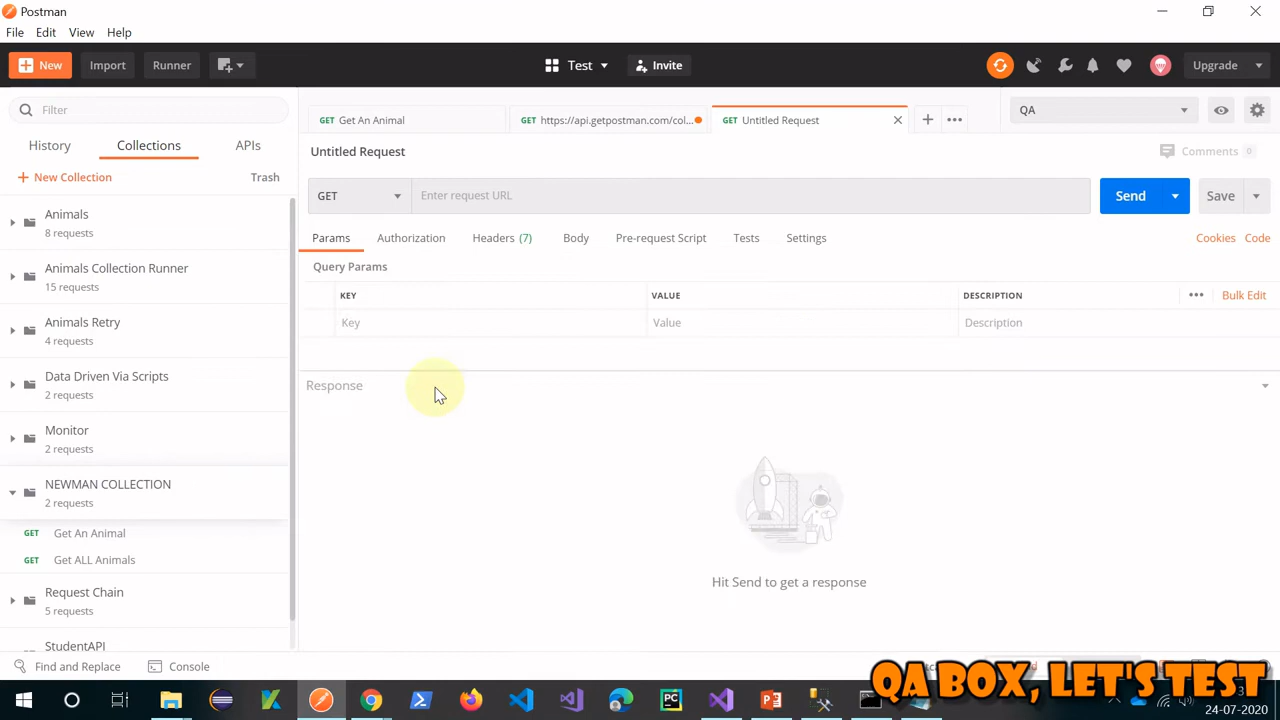 Postman
File Edit View Help
New Import Runner Test Invite Upgrade
Filter
History Collections APIs
New Collection Trash
Animals
8 requests
Animals Collection Runner
15 requests
Animals Retry
4 requests
Data Driven Via Scripts
2 requests
Monitor
2 requests
NEWMAN COLLECTION
2 requests
GET Get An Animal
GET Get ALL Animals
Request Chain
5 requests
StudentAPI
Find and Replace Console
GET Get An Animal GET https://api.getpostman.com/col... GET Untitled Request QA
Untitled Request Comments 0
GET Enter request URL Send Save
Params Authorization Headers (7) Body Pre-request Script Tests Settings Cookies Code
Query Params
KEY VALUE DESCRIPTION Bulk Edit
Key Value Description
Response
Hit Send to get a response
QA BOX, LET'S TEST
24-07-2020